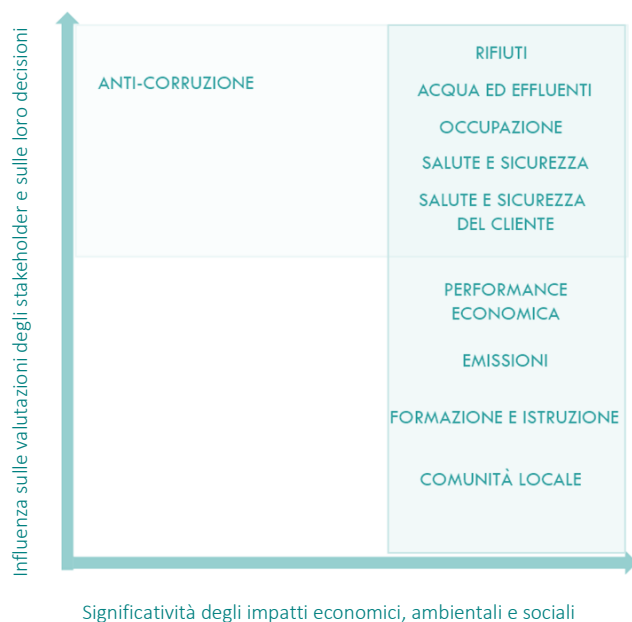 Influenza sulle valutazioni degli stakeholder e sulle loro decisioni
ANTI-CORRUZIONE
RIFIUTI
ACQUA ED EFFLUENTI
OCCUPAZIONE
SALUTE E SICUREZZA
SALUTE E SICUREZZA
DEL CLIENTE
PERFORMANCE
ECONOMICA
EMISSIONI
FORMAZIONE E ISTRUZIONE
COMUNITÀ LOCALE
Significatività degli impatti economici, ambientali e sociali